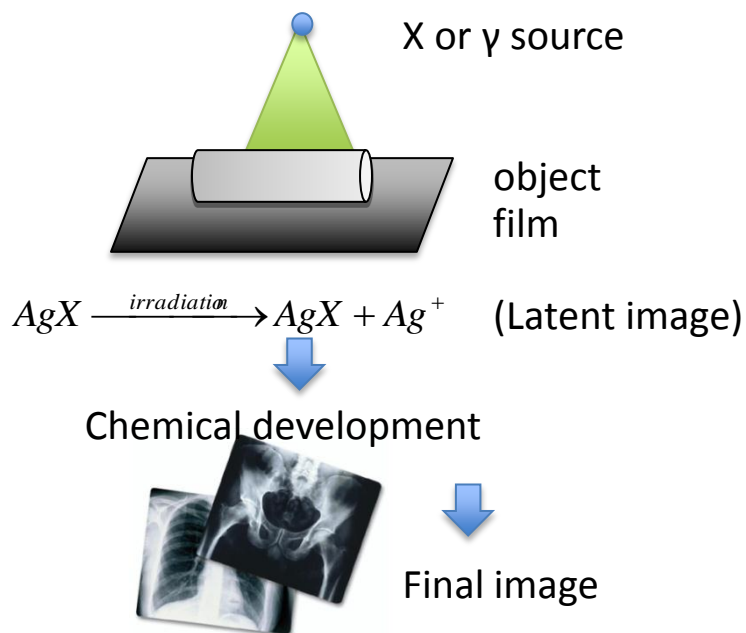 X or γ source
object
film
AgX —irradiation→ AgX + Ag⁺ (Latent image)
Chemical development
Final image